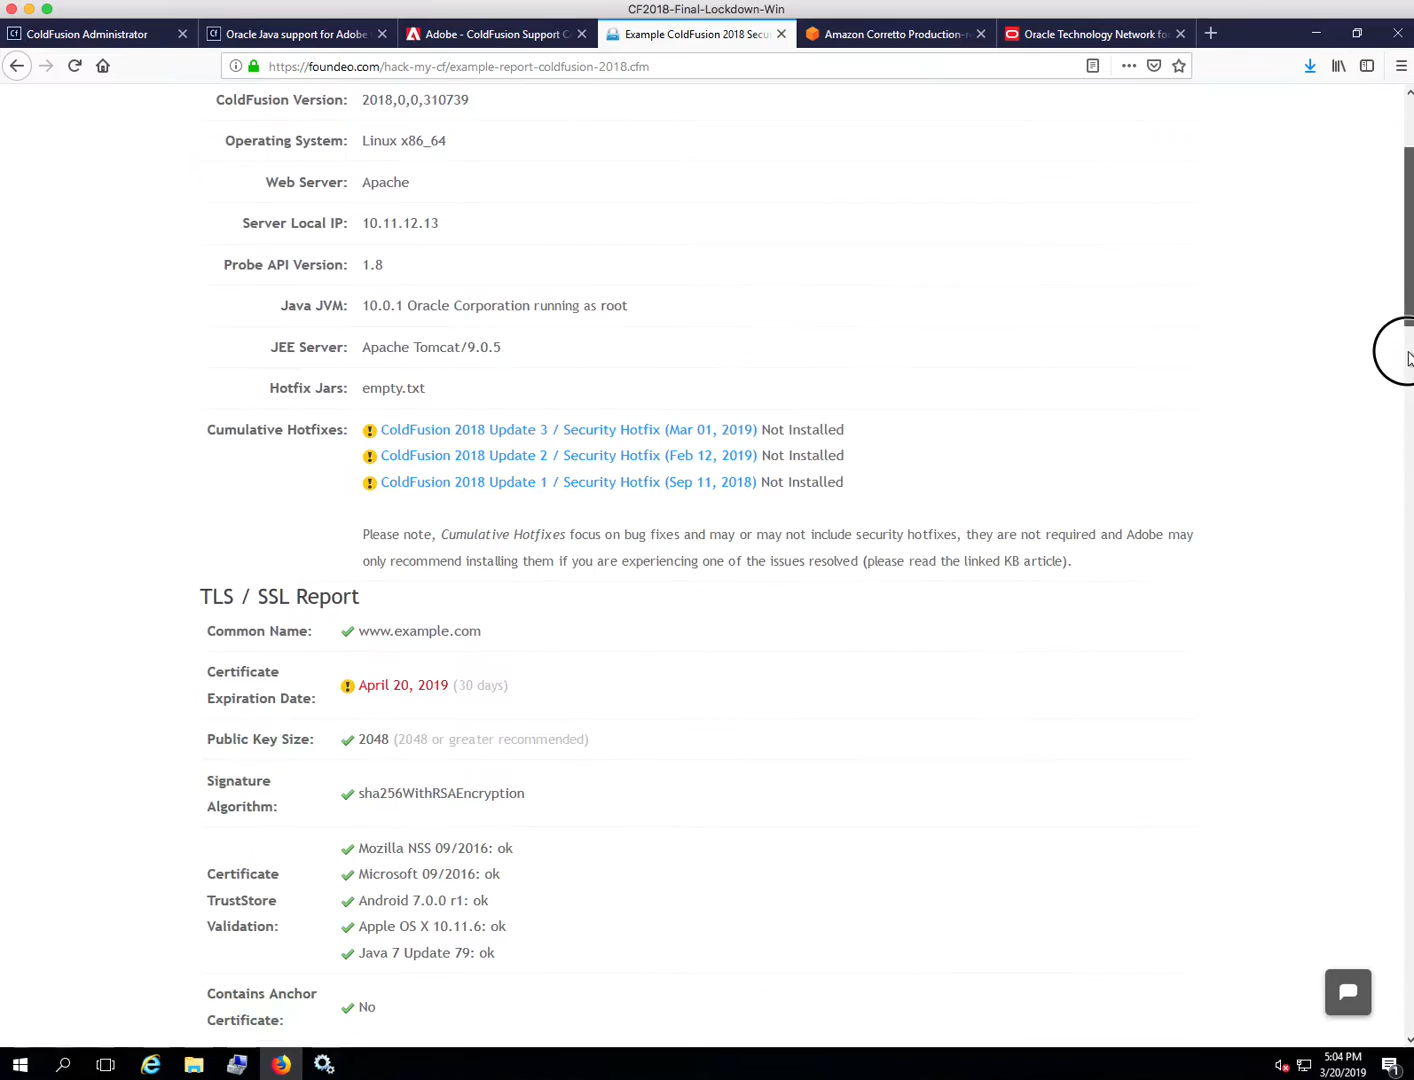 CF2018-Final-Lockdown-Win
ColdFusion Administrator
Oracle Java support for Adobe
Adobe - ColdFusion Support C
Example ColdFusion 2018 Secu
Amazon Corretto Production-r
Oracle Technology Network fo
https://foundeo.com/hack-my-cf/example-report-coldfusion-2018.cfm
ColdFusion Version: 2018,0,0,310739
Operating System: Linux x86_64
Web Server: Apache
Server Local IP: 10.11.12.13
Probe API Version: 1.8
Java JVM: 10.0.1 Oracle Corporation running as root
JEE Server: Apache Tomcat/9.0.5
Hotfix Jars: empty.txt
Cumulative Hotfixes: ColdFusion 2018 Update 3 / Security Hotfix (Mar 01, 2019) Not Installed
ColdFusion 2018 Update 2 / Security Hotfix (Feb 12, 2019) Not Installed
ColdFusion 2018 Update 1 / Security Hotfix (Sep 11, 2018) Not Installed
Please note, Cumulative Hotfixes focus on bug fixes and may or may not include security hotfixes, they are not required and Adobe may
only recommend installing them if you are experiencing one of the issues resolved (please read the linked KB article).
TLS / SSL Report
Common Name: www.example.com
Certificate
Expiration Date: April 20, 2019 (30 days)
Public Key Size: 2048 (2048 or greater recommended)
Signature
Algorithm: sha256WithRSAEncryption
Certificate
TrustStore
Validation:
Mozilla NSS 09/2016: ok
Microsoft 09/2016: ok
Android 7.0.0 r1: ok
Apple OS X 10.11.6: ok
Java 7 Update 79: ok
Contains Anchor
Certificate: No
5:04 PM
3/20/2019
1